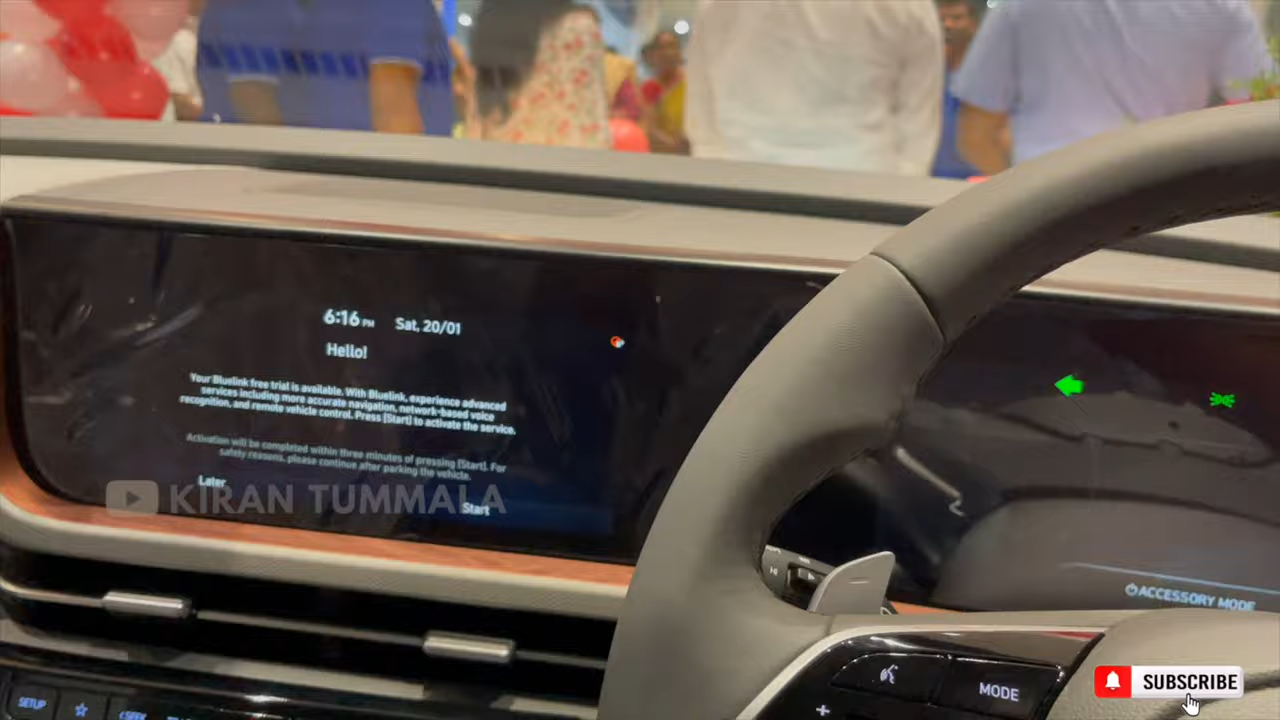 6:16 PM Sat, 20/01
Hello!
Your Bluelink free trial is available. With Bluelink, experience advanced
services including more accurate navigation, network-based voice
recognition, and remote vehicle control. Press [Start] to activate the service.
Activation will be completed within three minutes of pressing [Start]. For
safely reasons, please continue after parking the vehicle.
Later
Start
KIRAN TUMMALA
ACCESSORY MODE
MODE
SETUP
SUBSCRIBE